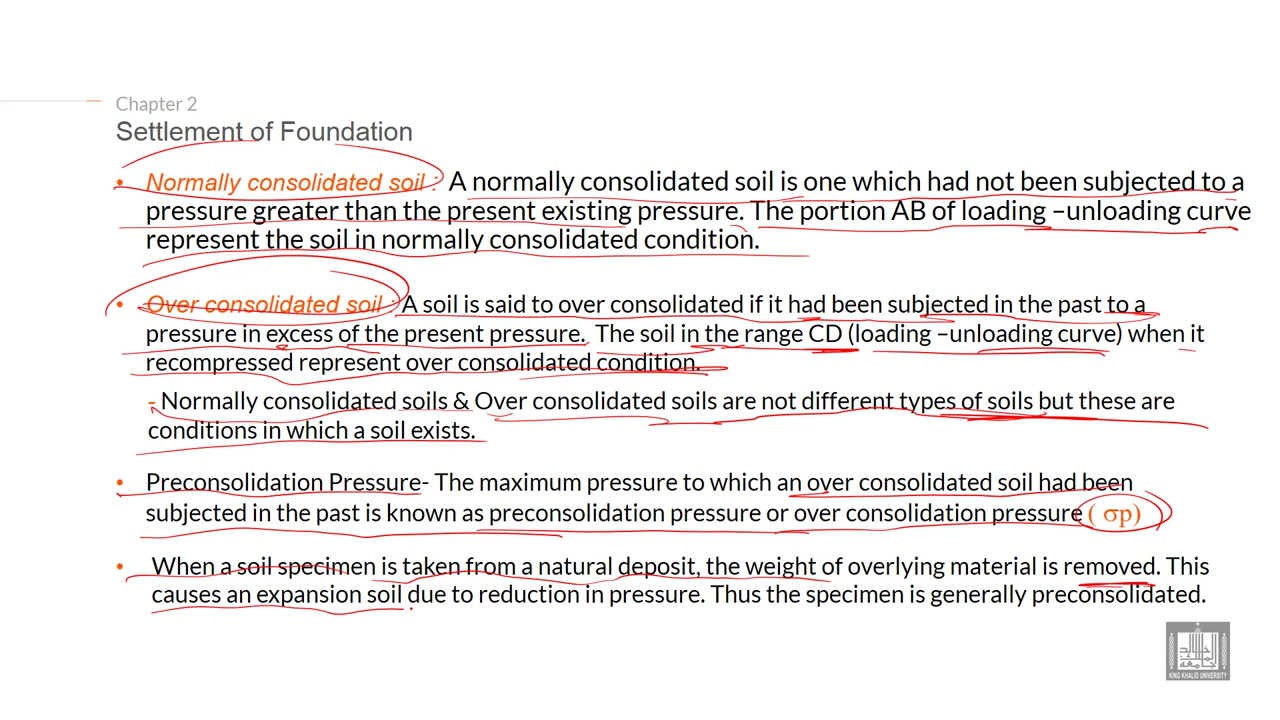 Chapter 2
Settlement of Foundation
• Normally consolidated soil : A normally consolidated soil is one which had not been subjected to a
pressure greater than the present existing pressure. The portion AB of loading –unloading curve
represent the soil in normally consolidated condition.
• Over consolidated soil : A soil is said to over consolidated if it had been subjected in the past to a
pressure in excess of the present pressure. The soil in the range CD (loading –unloading curve) when it
recompressed represent over consolidated condition.
- Normally consolidated soils & Over consolidated soils are not different types of soils but these are
conditions in which a soil exists.
• Preconsolidation Pressure- The maximum pressure to which an over consolidated soil had been
subjected in the past is known as preconsolidation pressure or over consolidation pressure ( σp)
• When a soil specimen is taken from a natural deposit, the weight of overlying material is removed. This
causes an expansion soil due to reduction in pressure. Thus the specimen is generally preconsolidated.
KING KHALID UNIVERSITY